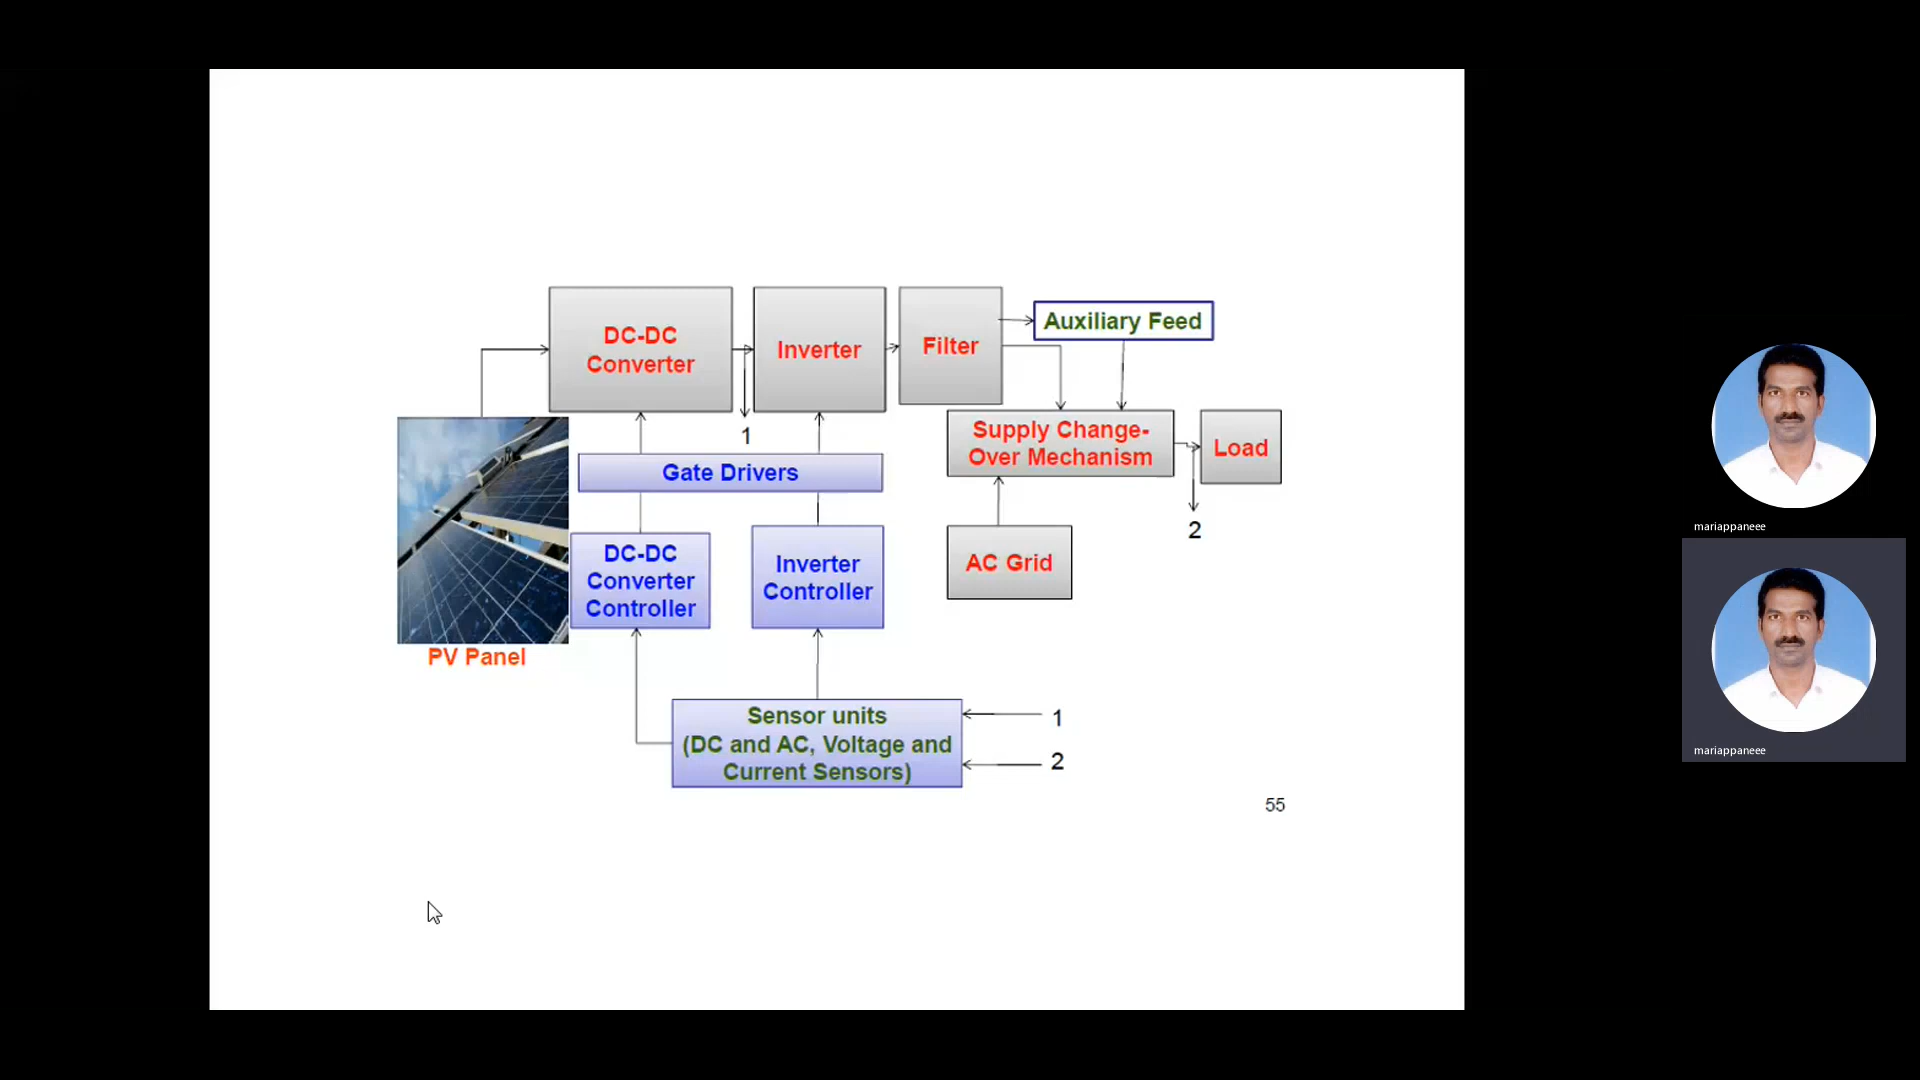 DC-DC
Converter
Inverter
Filter
Auxiliary Feed
1
Supply Change-
Over Mechanism
Load
Gate Drivers
2
DC-DC
Converter
Controller
Inverter
Controller
AC Grid
PV Panel
Sensor units
(DC and AC, Voltage and
Current Sensors)
1
2
55
mariappaneee
mariappaneee